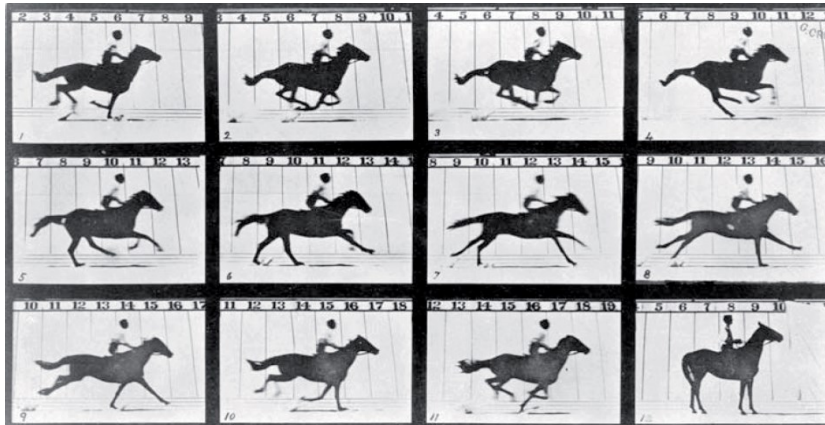 2 3 4 5 6 7 8 9
3 4 5 6 7 8 9 10 1
4 5 6 7 8 9 10 11
5 6 7 8 9 10 11 12
1
2
3
4
6 7 8 9 10 11 12 13
7 8 9 10 11 12 13 14 1
7 8 9 10 11 12 13 14 15
9 10 11 12 13 14 15 16
5
6
7
8
10 11 12 13 14 15 16 17
11 12 13 14 15 16 17 18
12 13 14 15 16 17 18 19
5 6 7 8 9 10
9
10
11
12